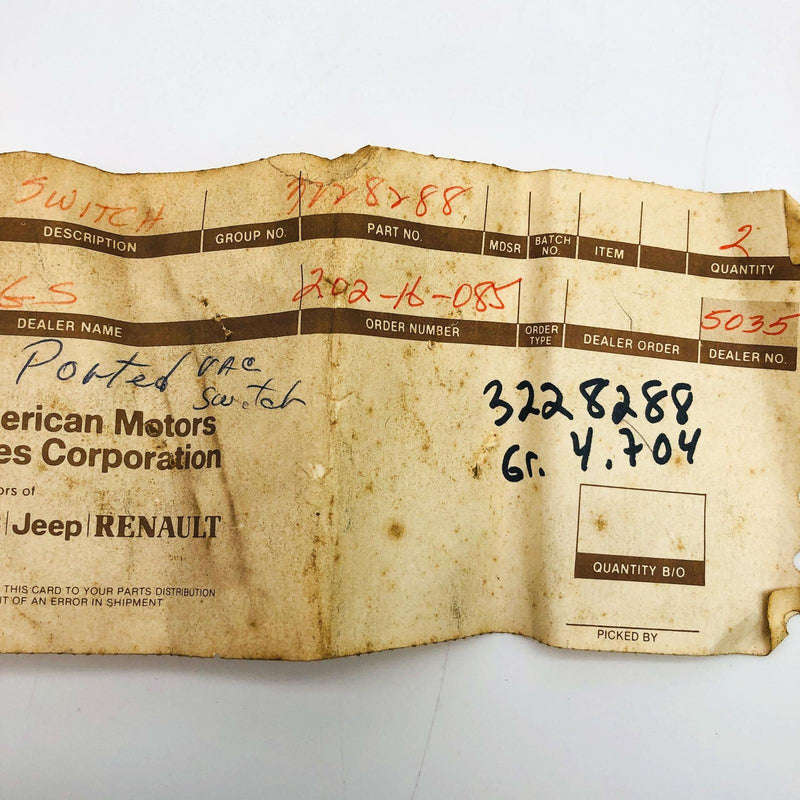 SWITCH 3228288 2
DESCRIPTION GROUP NO. PART NO. MDSR BATCH NO. ITEM QUANTITY
GS 202-16-085 5035
DEALER NAME ORDER NUMBER ORDER TYPE DEALER ORDER DEALER NO.
Ported VAC
switch
erican Motors
es Corporation
ors of
Jeep RENAULT
THIS CARD TO YOUR PARTS DISTRIBUTION
IT OF AN ERROR IN SHIPMENT
3228288
Gr. 4.704
QUANTITY B/O
PICKED BY